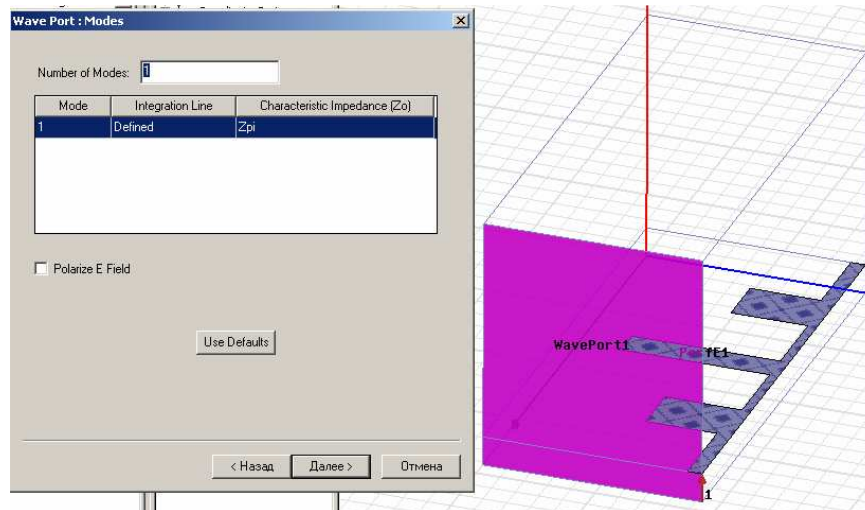 Wave Port : Modes
Number of Modes: 1
Mode Integration Line Characteristic Impedance (Zo)
1 Defined Zpi
Polarize E Field
Use Defaults
< Назад Далее > Отмена
WavePort1
PerfE1
1